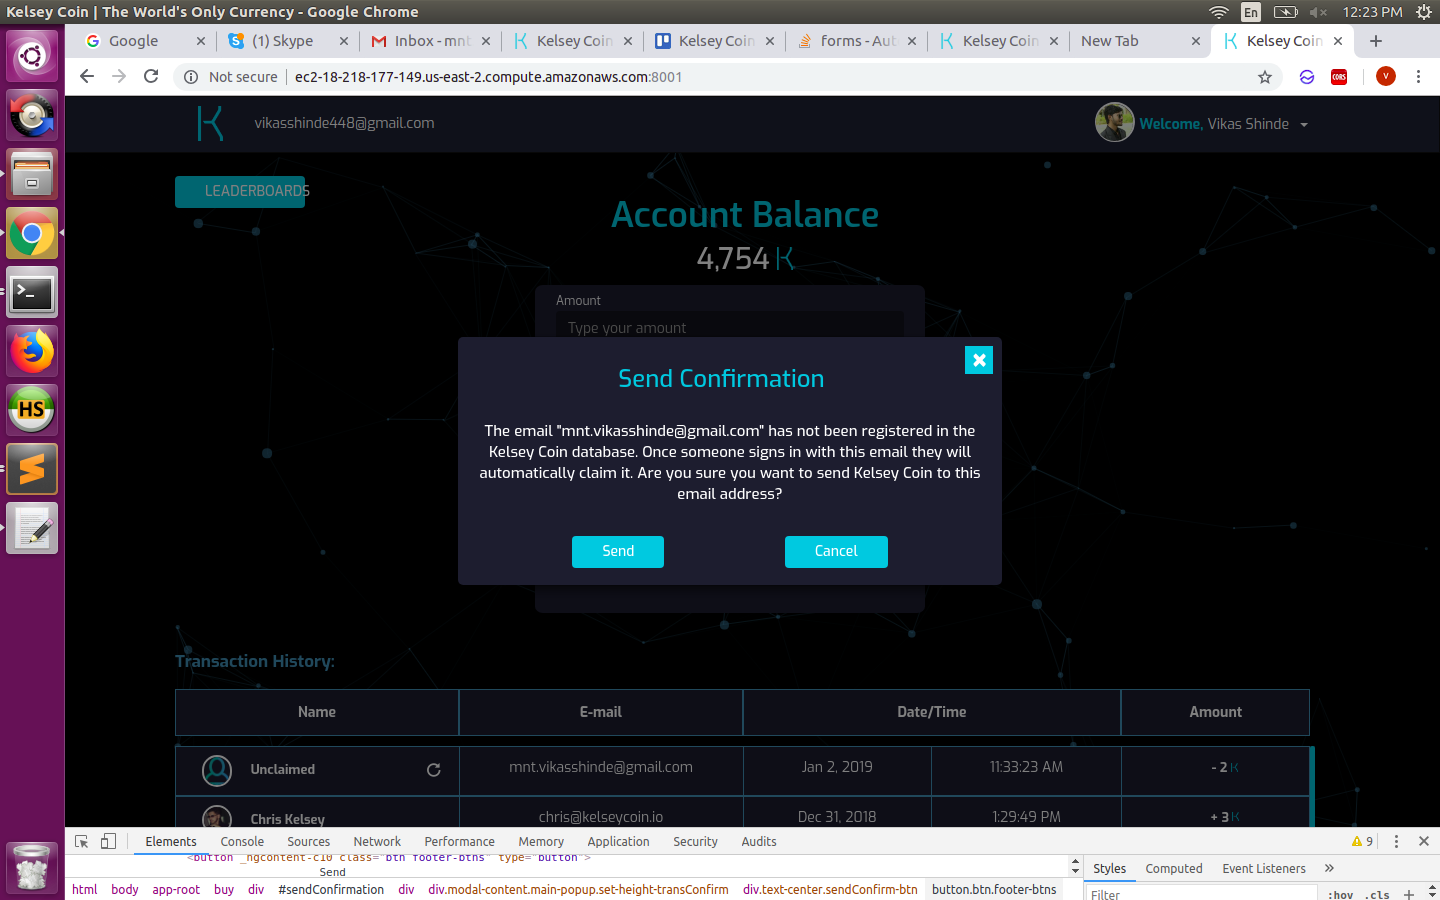 Kelsey Coin | The World's Only Currency - Google Chrome
En
12:23 PM
Google
(1) Skype
Inbox - mnt
Kelsey Coin
Kelsey Coin
forms - Aut
Kelsey Coin
New Tab
Kelsey Coin
Not secure
ec2-18-218-177-149.us-east-2.compute.amazonaws.com:8001
CORS
V
vikasshinde448@gmail.com
Welcome, Vikas Shinde
LEADERBOARDS
Account Balance
4,754
Amount
Type your amount
Send Confirmation
The email "mnt.vikasshinde@gmail.com" has not been registered in the
Kelsey Coin database. Once someone signs in with this email they will
automatically claim it. Are you sure you want to send Kelsey Coin to this
email address?
Send
Cancel
Transaction History:
Name
E-mail
Date/Time
Amount
Unclaimed
mnt.vikasshinde@gmail.com
Jan 2, 2019
11:33:23 AM
- 2
Chris Kelsey
chris@kelseycoin.io
Dec 31, 2018
1:29:49 PM
+ 3
HS
Elements
Console
Sources
Network
Performance
Memory
Application
Security
Audits
9
<button _ngcontent-c10 class="btn footer-btns" type="button">
Send
Styles
Computed
Event Listeners
html
body
app-root
buy
div
#sendConfirmation
div
div.modal-content.main-popup.set-height-transConfirm
div.text-center.sendConfirm-btn
button.btn.footer-btns
Filter
:hov
.cls